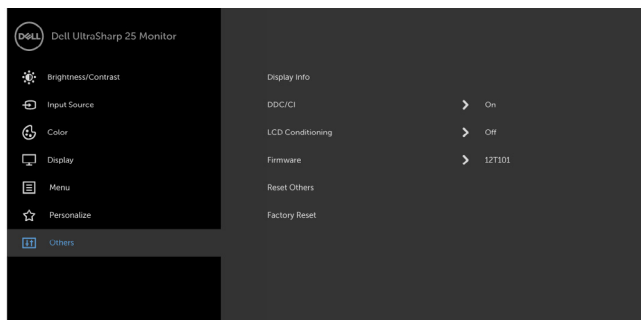 DELL Dell UltraSharp 25 Monitor
Brightness/Contrast
Input Source
Color
Display
Menu
Personalize
Others
Display Info
DDC/CI On
LCD Conditioning Off
Firmware 12T101
Reset Others
Factory Reset